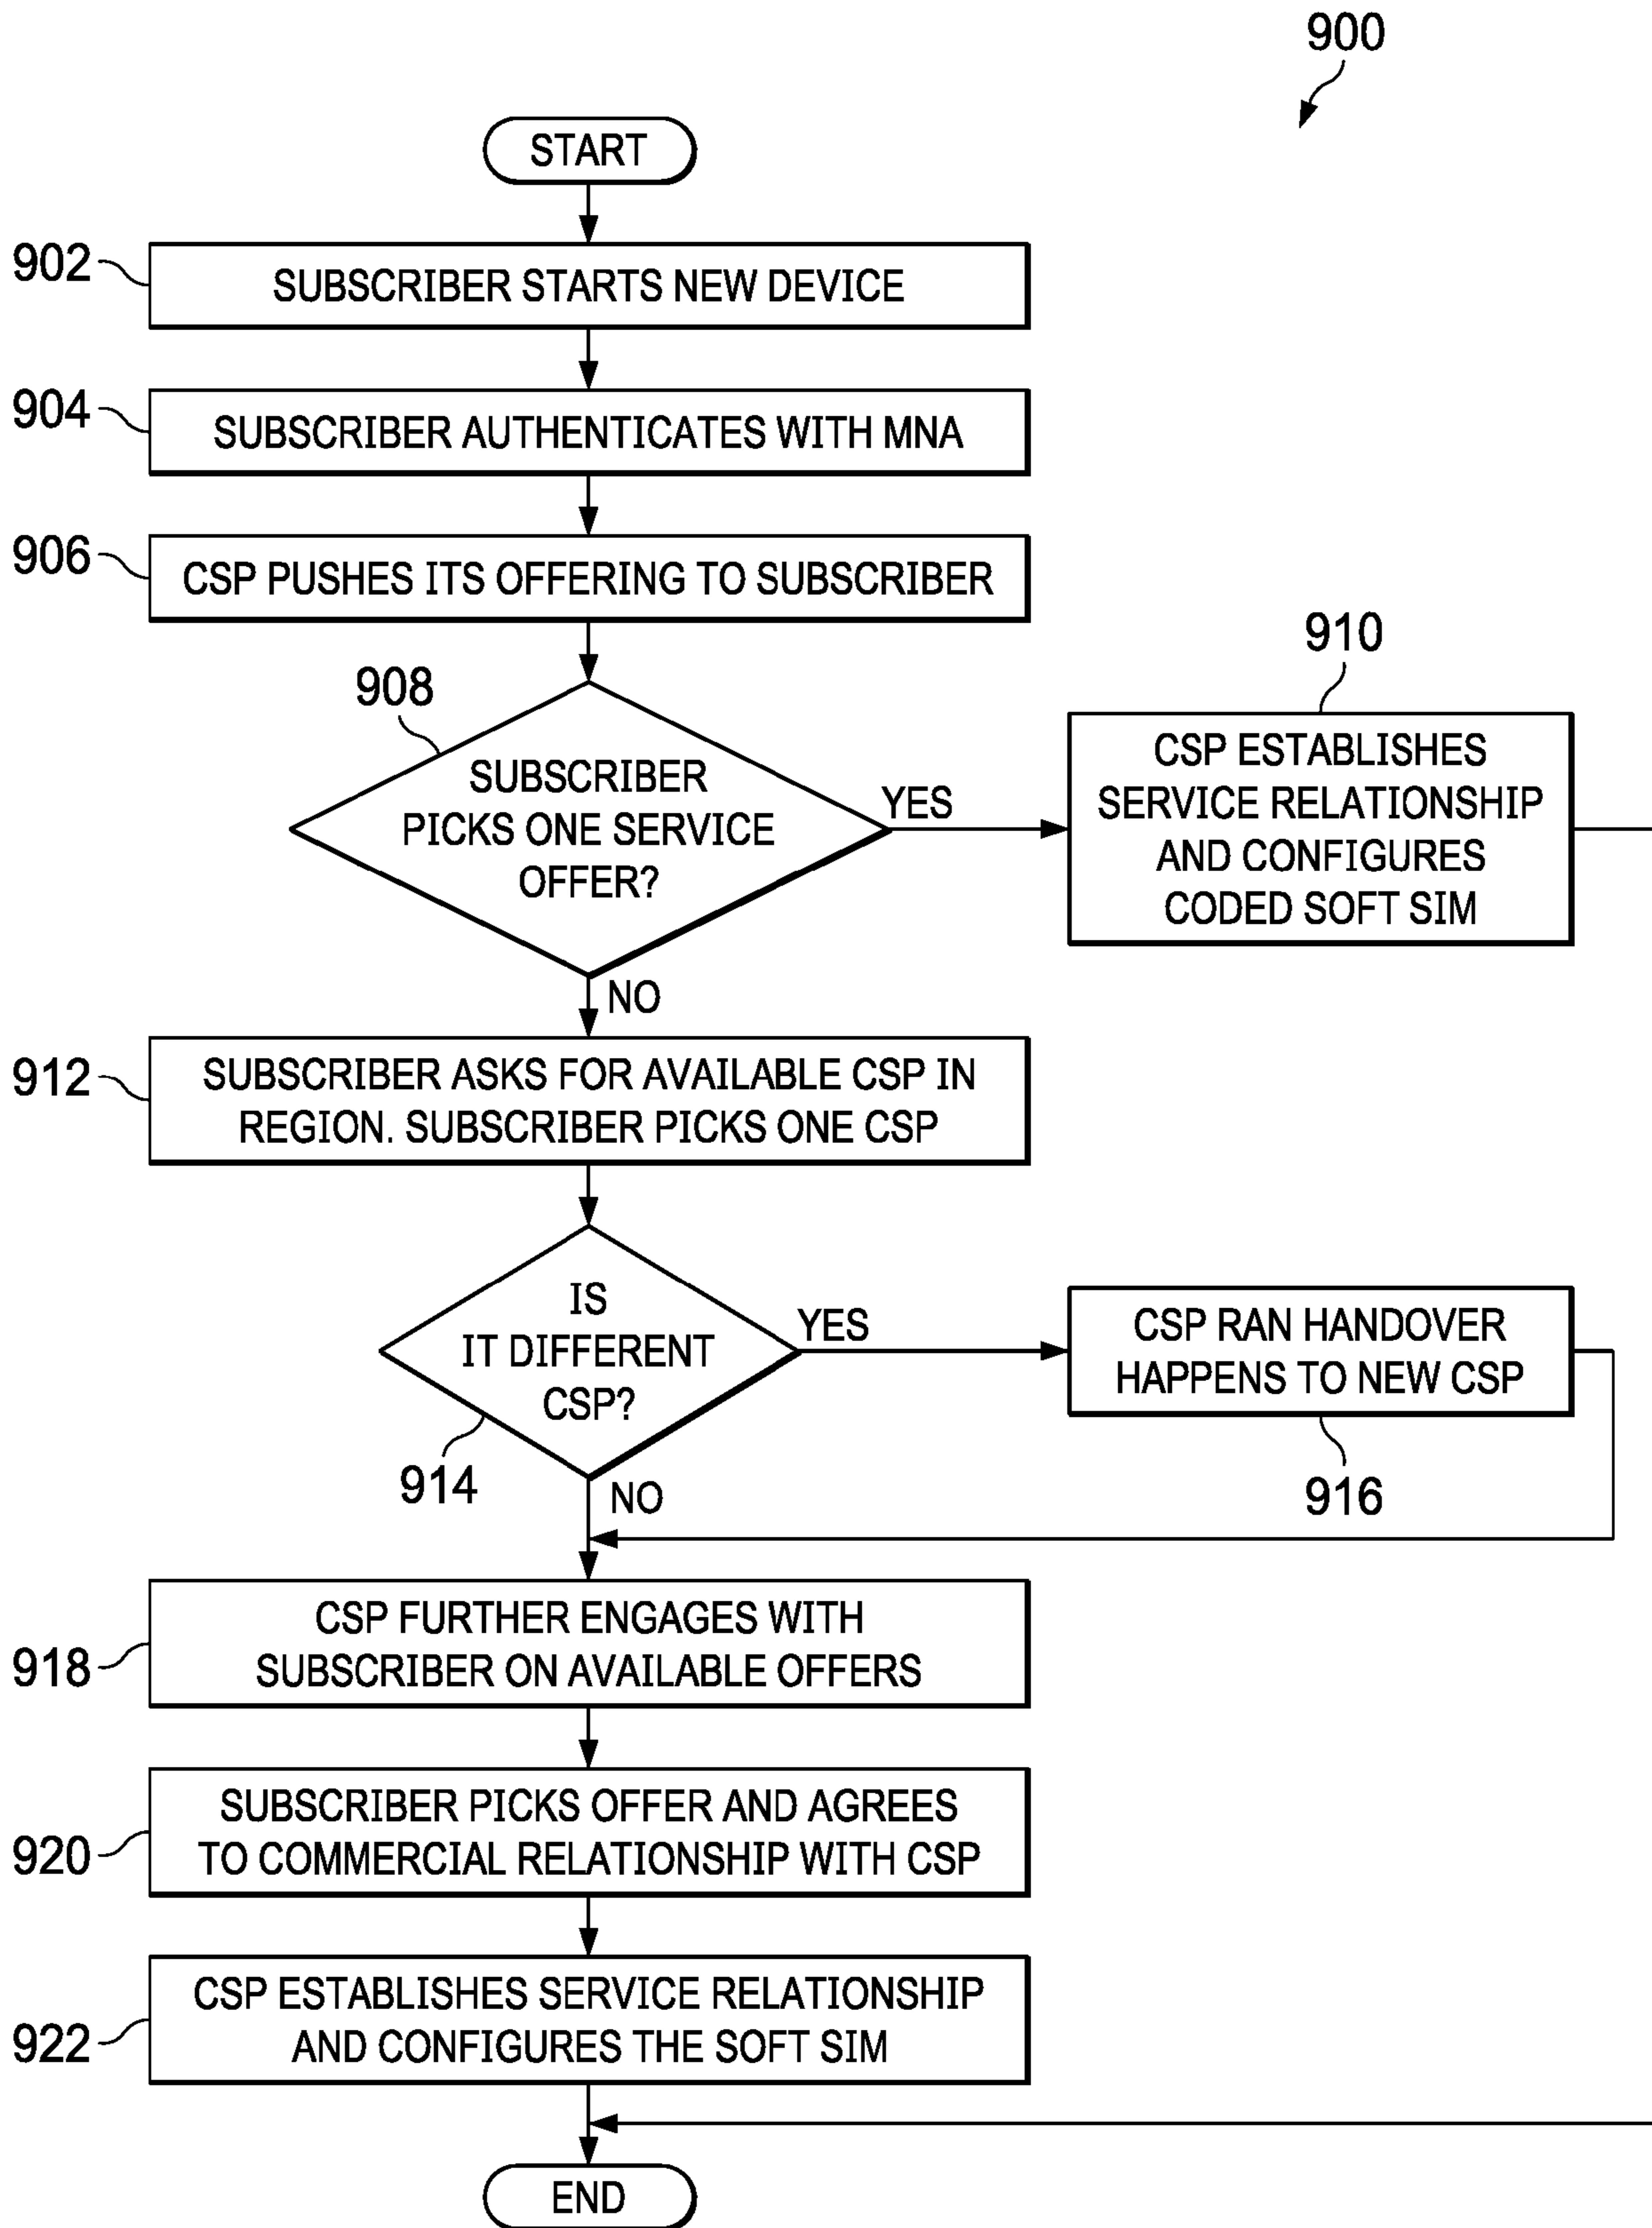 900
START
902
SUBSCRIBER STARTS NEW DEVICE
904
SUBSCRIBER AUTHENTICATES WITH MNA
906
CSP PUSHES ITS OFFERING TO SUBSCRIBER
908
SUBSCRIBER
PICKS ONE SERVICE
OFFER?
YES
910
CSP ESTABLISHES
SERVICE RELATIONSHIP
AND CONFIGURES
CODED SOFT SIM
NO
912
SUBSCRIBER ASKS FOR AVAILABLE CSP IN
REGION. SUBSCRIBER PICKS ONE CSP
IS
IT DIFFERENT
CSP?
914
YES
CSP RAN HANDOVER
HAPPENS TO NEW CSP
916
NO
918
CSP FURTHER ENGAGES WITH
SUBSCRIBER ON AVAILABLE OFFERS
920
SUBSCRIBER PICKS OFFER AND AGREES
TO COMMERCIAL RELATIONSHIP WITH CSP
922
CSP ESTABLISHES SERVICE RELATIONSHIP
AND CONFIGURES THE SOFT SIM
END